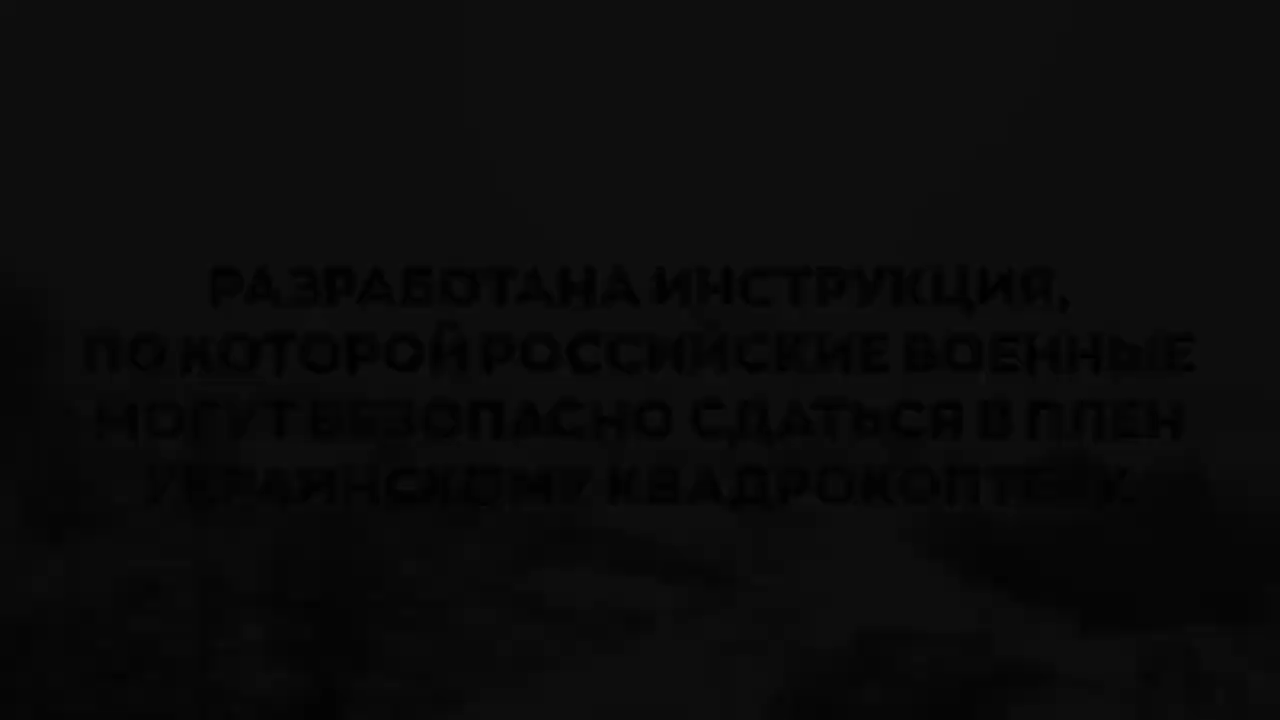 РАЗРАБОТАНА ИНСТРУКЦИЯ,
ПО КОТОРОЙ РОССИЙСКИЕ ВОЕННЫЕ
МОГУТ БЕЗОПАСНО СДАТЬСЯ В ПЛЕН
УКРАИНСКОМУ КВАДРОКОПТЕРУ.